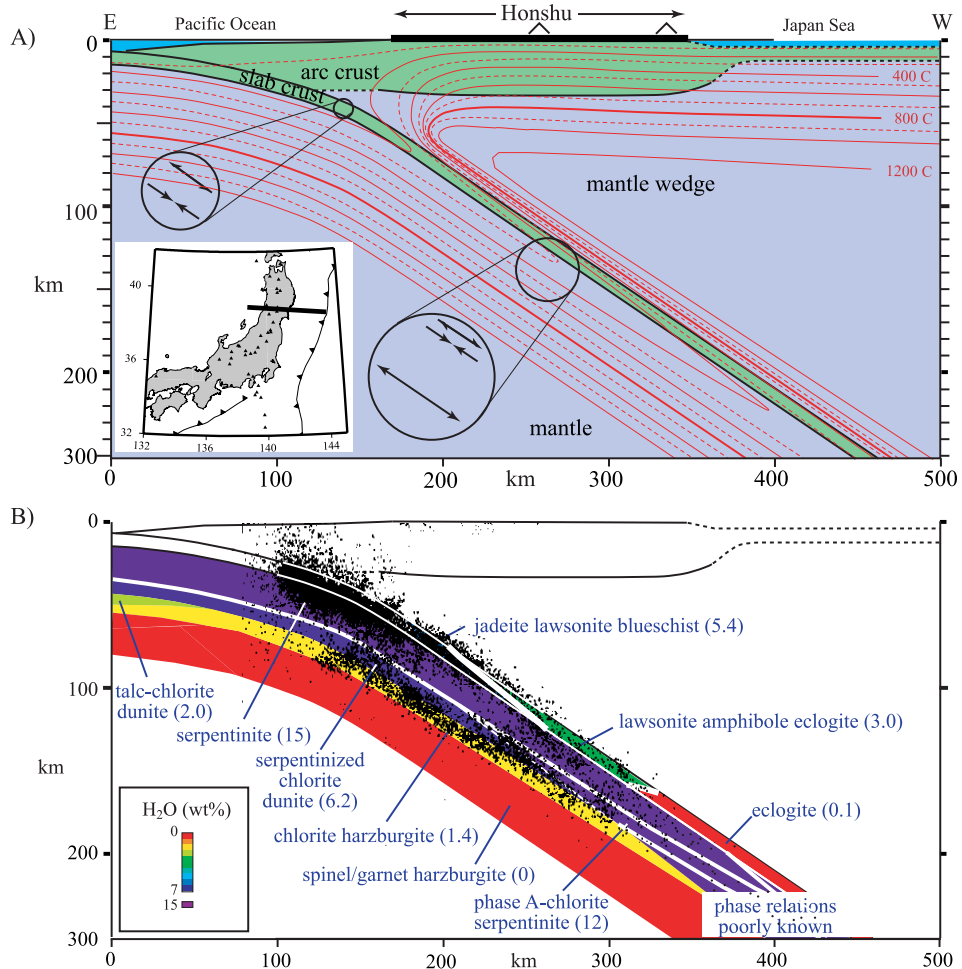 A)
E
Pacific Ocean
Honshu
Japan Sea
W
0
100
km
200
300
slab crust
arc crust
400 C
800 C
1200 C
mantle wedge
mantle
40
36
32
132
136
140
144
0
100
km
200
300
400
500
B)
0
100
km
200
300
jadeite lawsonite blueschist (5.4)
talc-chlorite
dunite (2.0)
serpentinite (15)
lawsonite amphibole eclogite (3.0)
serpentinized
chlorite
dunite (6.2)
chlorite harzburgite (1.4)
eclogite (0.1)
spinel/garnet harzburgite (0)
phase A-chlorite
serpentinite (12)
phase relations
poorly known
H₂O (wt%)
0
7
15
0
100
200
km
300
400
500